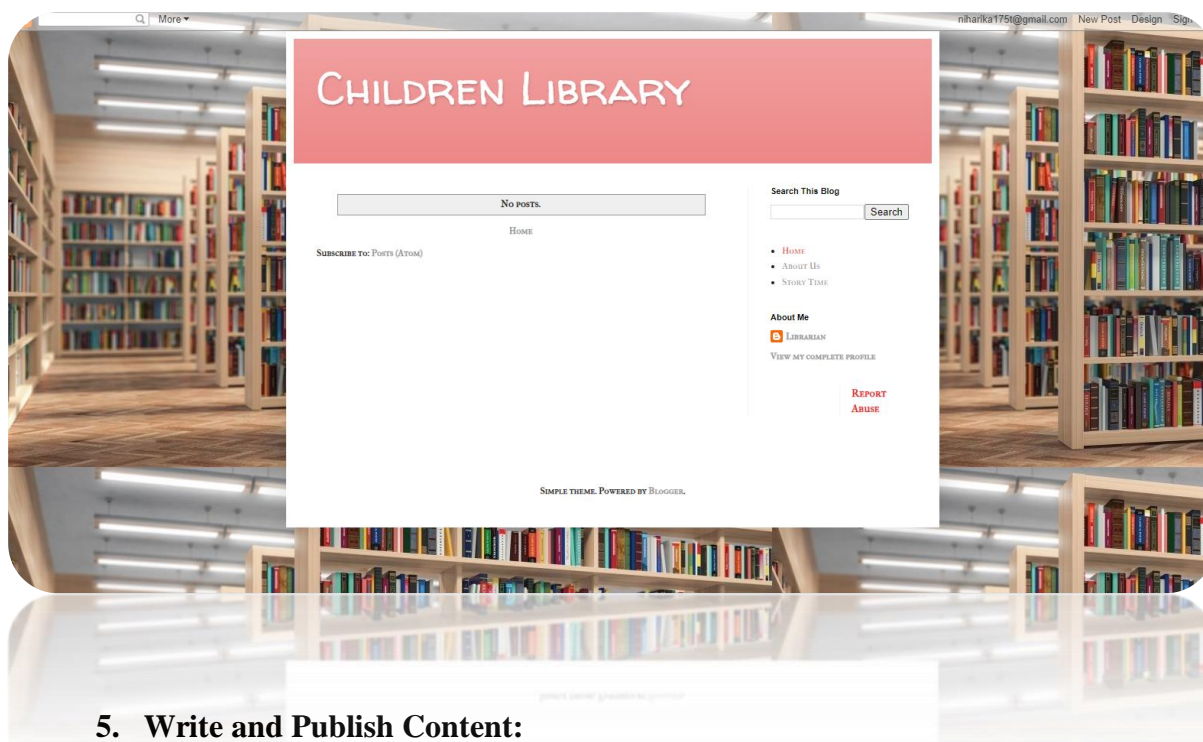 More
niharika175t@gmail.com New Post Design Sign
CHILDREN LIBRARY
NO POSTS.
HOME
SUBSCRIBE TO: POSTS (ATOM)
Search This Blog
Search
HOME
ABOUT US
STORY TIME
About Me
LIBRARIAN
VIEW MY COMPLETE PROFILE
REPORT
ABUSE
SIMPLE THEME. POWERED BY BLOGGER.
5. Write and Publish Content: